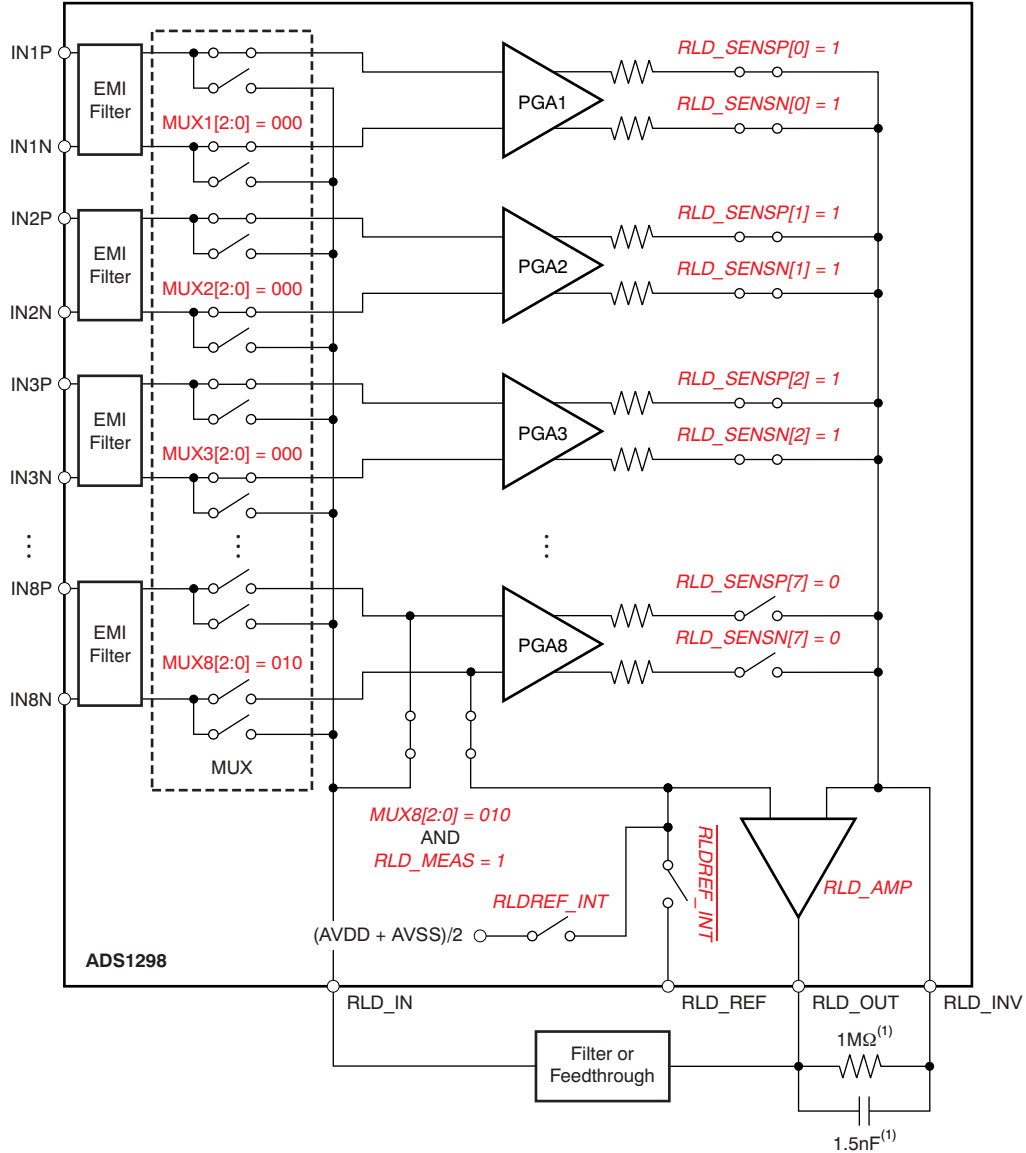 IN1P
EMI
Filter
IN1N
MUX1[2:0] = 000
PGA1
RLD_SENSP[0] = 1
RLD_SENSN[0] = 1
IN2P
EMI
Filter
IN2N
MUX2[2:0] = 000
PGA2
RLD_SENSP[1] = 1
RLD_SENSN[1] = 1
IN3P
EMI
Filter
IN3N
MUX3[2:0] = 000
PGA3
RLD_SENSP[2] = 1
RLD_SENSN[2] = 1
IN8P
EMI
Filter
IN8N
MUX8[2:0] = 010
MUX
PGA8
RLD_SENSP[7] = 0
RLD_SENSN[7] = 0
MUX8[2:0] = 010
AND
RLD_MEAS = 1
RLDREF_INT
(AVDD + AVSS)/2
RLDREF_INT
RLD_AMP
ADS1298
RLD_IN
RLD_REF
RLD_OUT
RLD_INV
Filter or
Feedthrough
1MΩ(1)
1.5nF(1)